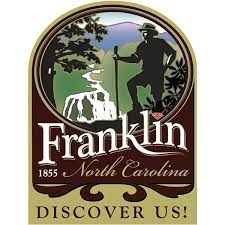 Franklin
1855 North Carolina
DISCOVER US!